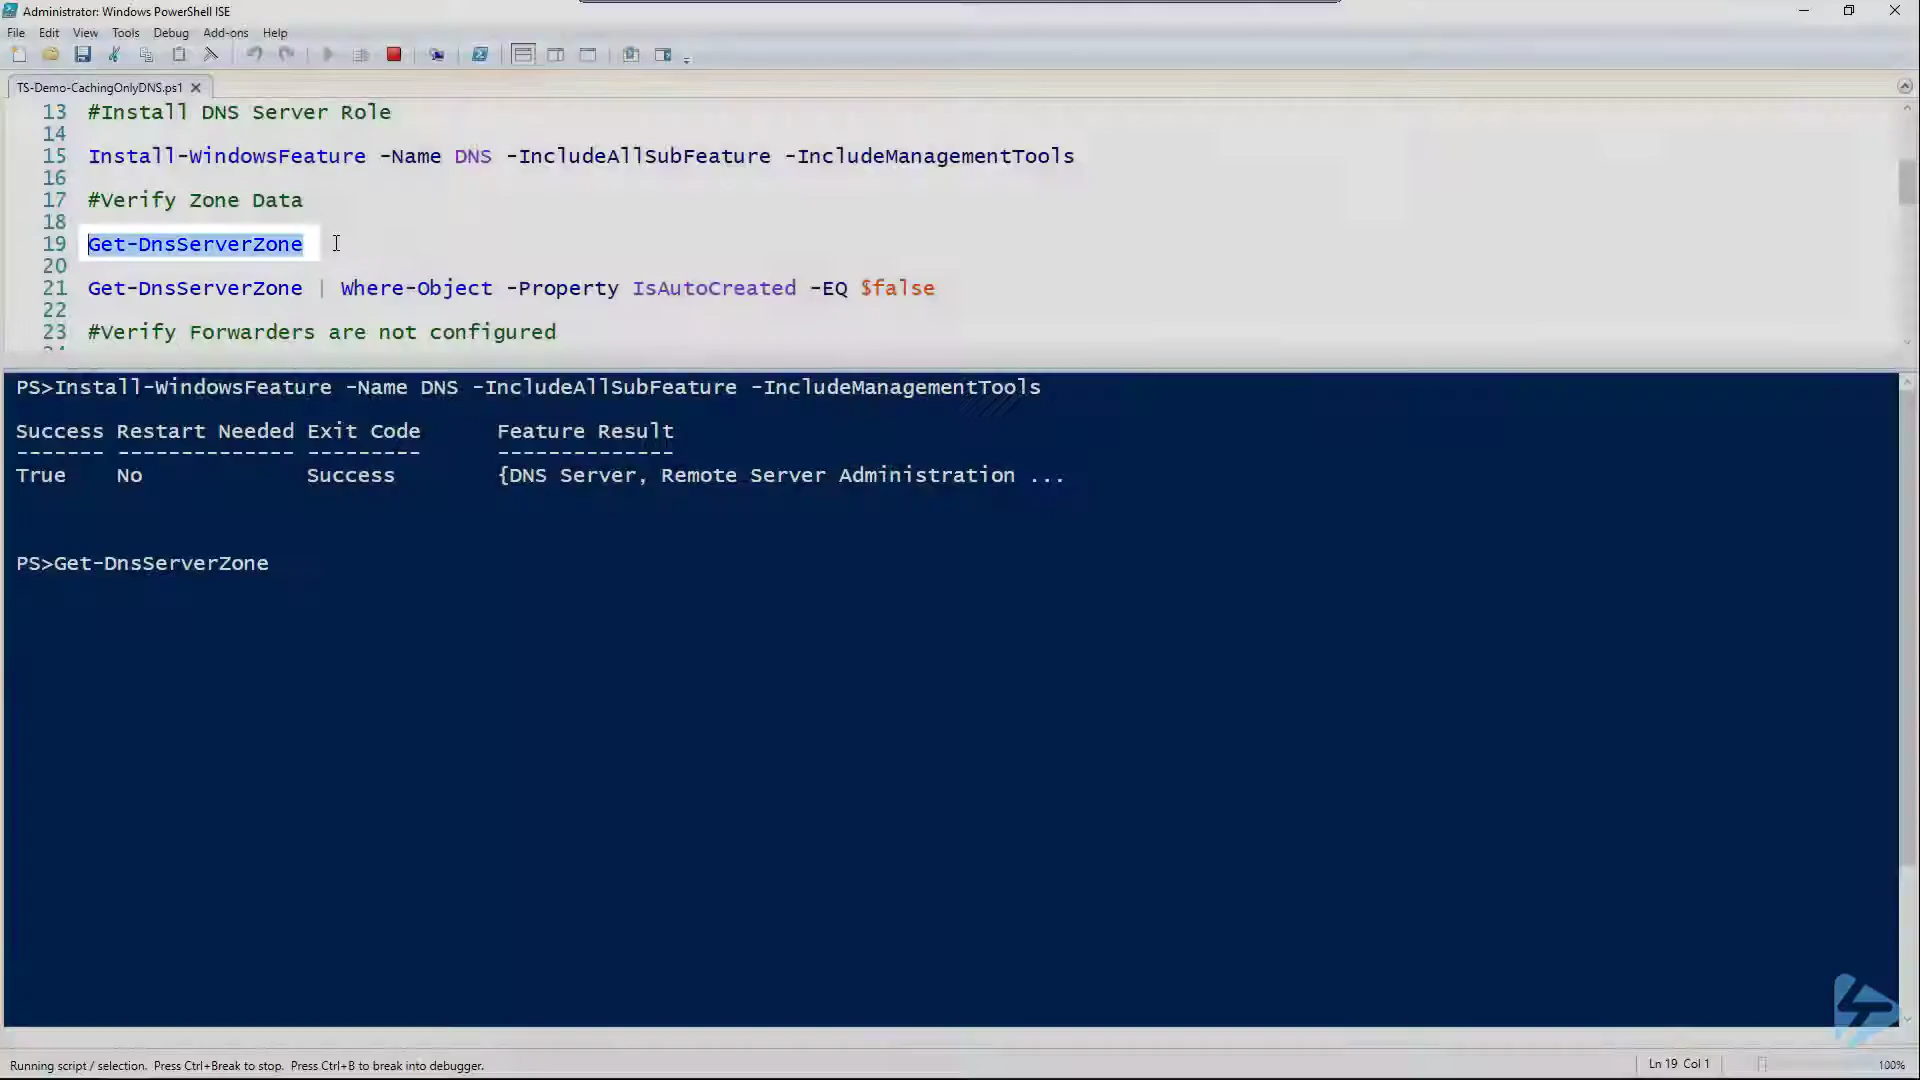 Administrator: Windows PowerShell ISE
File Edit View Tools Debug Add-ons Help
TS-Demo-CachingOnlyDNS.ps1
13 #Install DNS Server Role
14
15 Install-WindowsFeature -Name DNS -IncludeAllSubFeature -IncludeManagementTools
16
17 #Verify Zone Data
18
19 Get-DnsServerZone
20
21 Get-DnsServerZone | Where-Object -Property IsAutoCreated -EQ $false
22
23 #Verify Forwarders are not configured
24
PS>Install-WindowsFeature -Name DNS -IncludeAllSubFeature -IncludeManagementTools
Success Restart Needed Exit Code Feature Result
------- -------------- --------- --------------
True No Success {DNS Server, Remote Server Administration ...
PS>Get-DnsServerZone
Running script / selection. Press Ctrl+Break to stop. Press Ctrl+B to break into debugger.
Ln 19 Col 1
100%